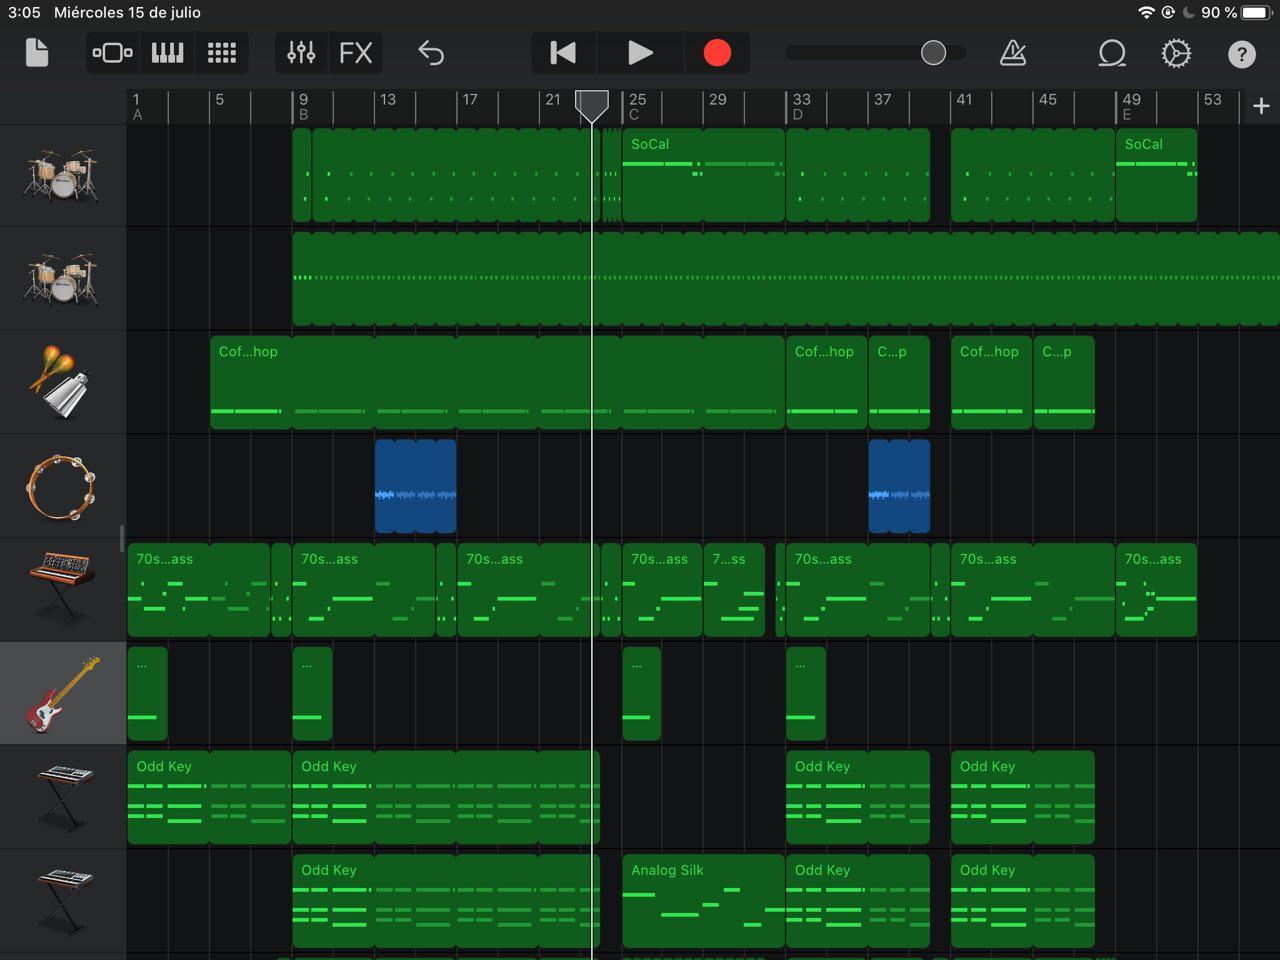 3:05 Miércoles 15 de julio 90 %
FX ?
1 5 9 13 17 21 25 29 33 37 41 45 49 53 +
A B C D E
SoCal SoCal
Cof...hop Cof...hop C...p Cof...hop C...p
70s...ass 70s...ass 70s...ass 70s...ass 7...ss 70s...ass 70s...ass 70s...ass
... ... ... ...
Odd Key Odd Key Odd Key Odd Key
Odd Key Analog Silk Odd Key Odd Key